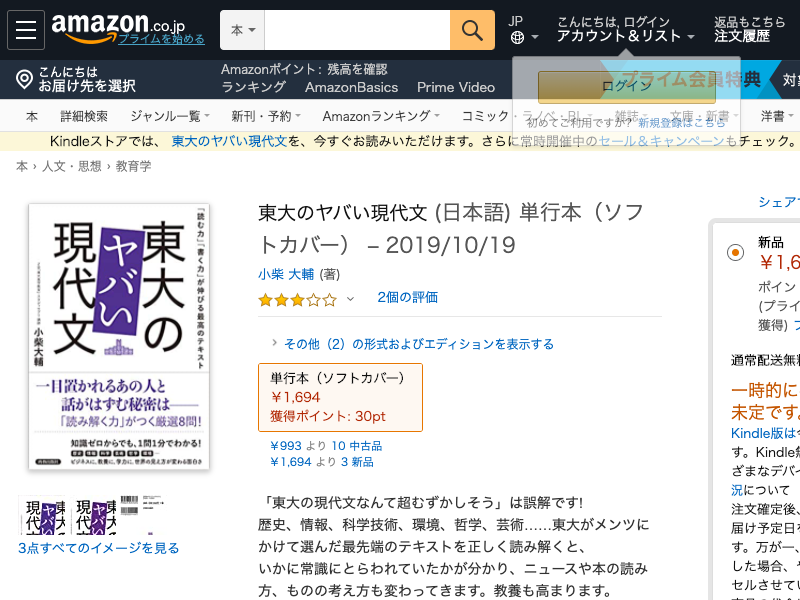 amazon.co.jp
プライムを始める
本
JP
こんにちは, ログイン
アカウント＆リスト
返品もこちら
注文履歴
こんにちは
お届け先を選択
Amazonポイント: 残高を確認
ランキング AmazonBasics Prime Video
プライム会員特典
対
ログイン
初めてご利用ですか? 新規登録はこちら
本 詳細検索 ジャンル一覧 新刊・予約 Amazonランキング コミック・ラノベ・BL 雑誌 文庫・新書 洋書
Kindleストアでは、 東大のヤバい現代文を、今すぐお読みいただけます。さらに常時開催中のセール＆キャンペーンもチェック。
本 › 人文・思想 › 教育学
「読む力」「書く力」が伸びる最高のテキスト
東大の
ヤバい
現代文
小柴大輔
一目置かれるあの人と
話がはずむ秘密は――
「読み解く力」がつく厳選8問!
知識ゼロからでも、1問1分でわかる!
ビジネスに、教養に、学力に、世界の見え方が変わる面白さ
3点すべてのイメージを見る
東大のヤバい現代文 (日本語) 単行本（ソフ
トカバー） – 2019/10/19
小柴 大輔 (著)
2個の評価
› その他（2）の形式およびエディションを表示する
単行本（ソフトカバー）
￥1,694
獲得ポイント: 30pt
￥993 より 10 中古品
￥1,694 より 3 新品
「東大の現代文なんて超むずかしそう」は誤解です!
歴史、情報、科学技術、環境、哲学、芸術……東大がメンツに
かけて選んだ最先端のテキストを正しく読み解くと、
いかに常識にとらわれていたかが分かり、ニュースや本の読み
方、ものの考え方も変わってきます。教養も高まります。
シェア
新品
￥1,6
ポイン
(プライ
獲得)
通常配送無料
一時的に
未定です。
Kindle版は
す。Kindle無
ざまなデバイ
況について
注文確定後、
届け予定日
す。万が一、
した場合、
セルさせてい